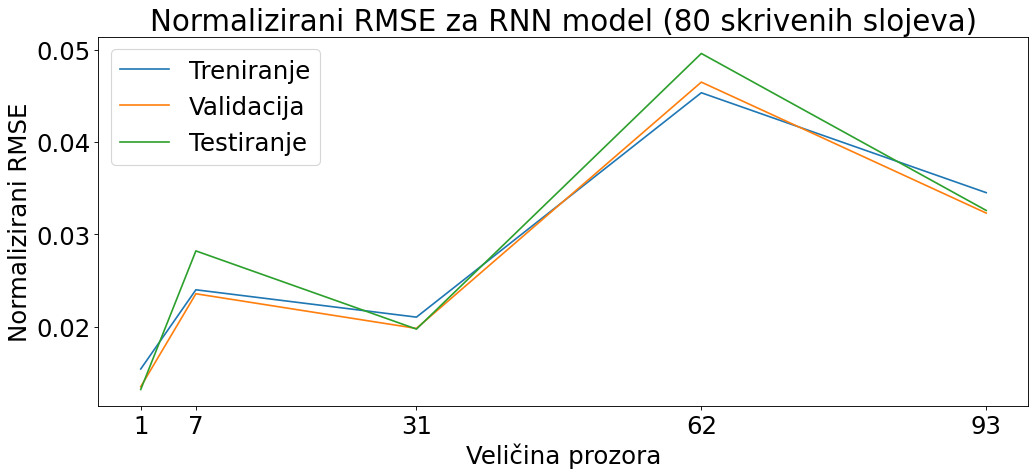 Normalizirani RMSE za RNN model (80 skrivenih slojeva)
Treniranje
Validacija
Testiranje
Normalizirani RMSE
0.05
0.04
0.03
0.02
1 7 31 62 93
Veličina prozora